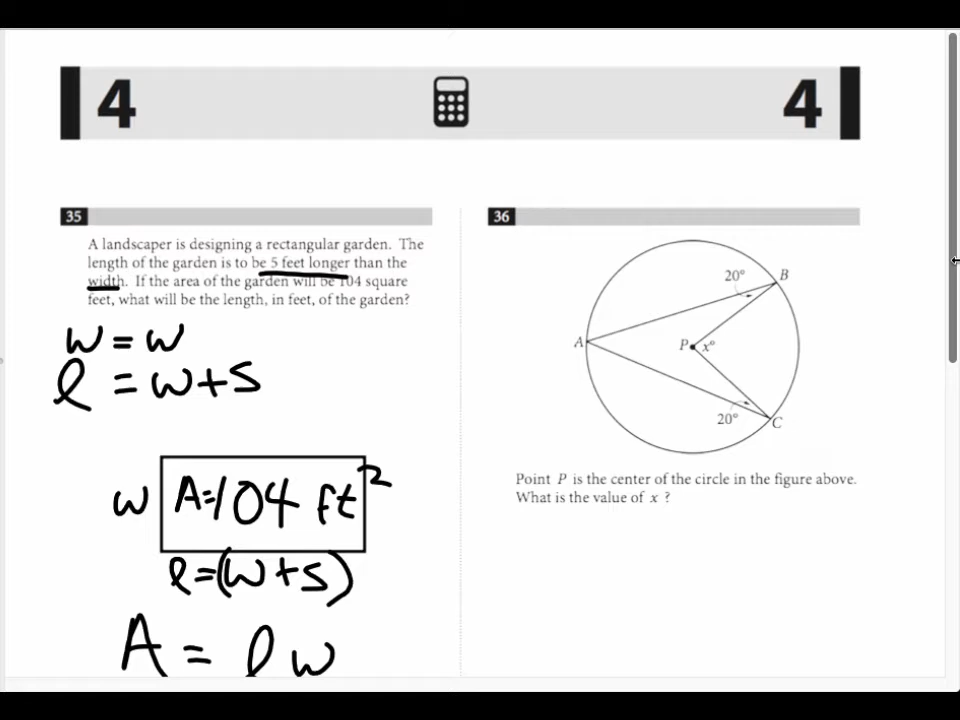 4 4
35
A landscaper is designing a rectangular garden. The
length of the garden is to be 5 feet longer than the
width. If the area of the garden will be 104 square
feet, what will be the length, in feet, of the garden?
w = w
l = w+5
w A=104 ft²
l=(w+5)
A = lw
36
20°
B
A
P x°
20°
C
Point P is the center of the circle in the figure above.
What is the value of x ?